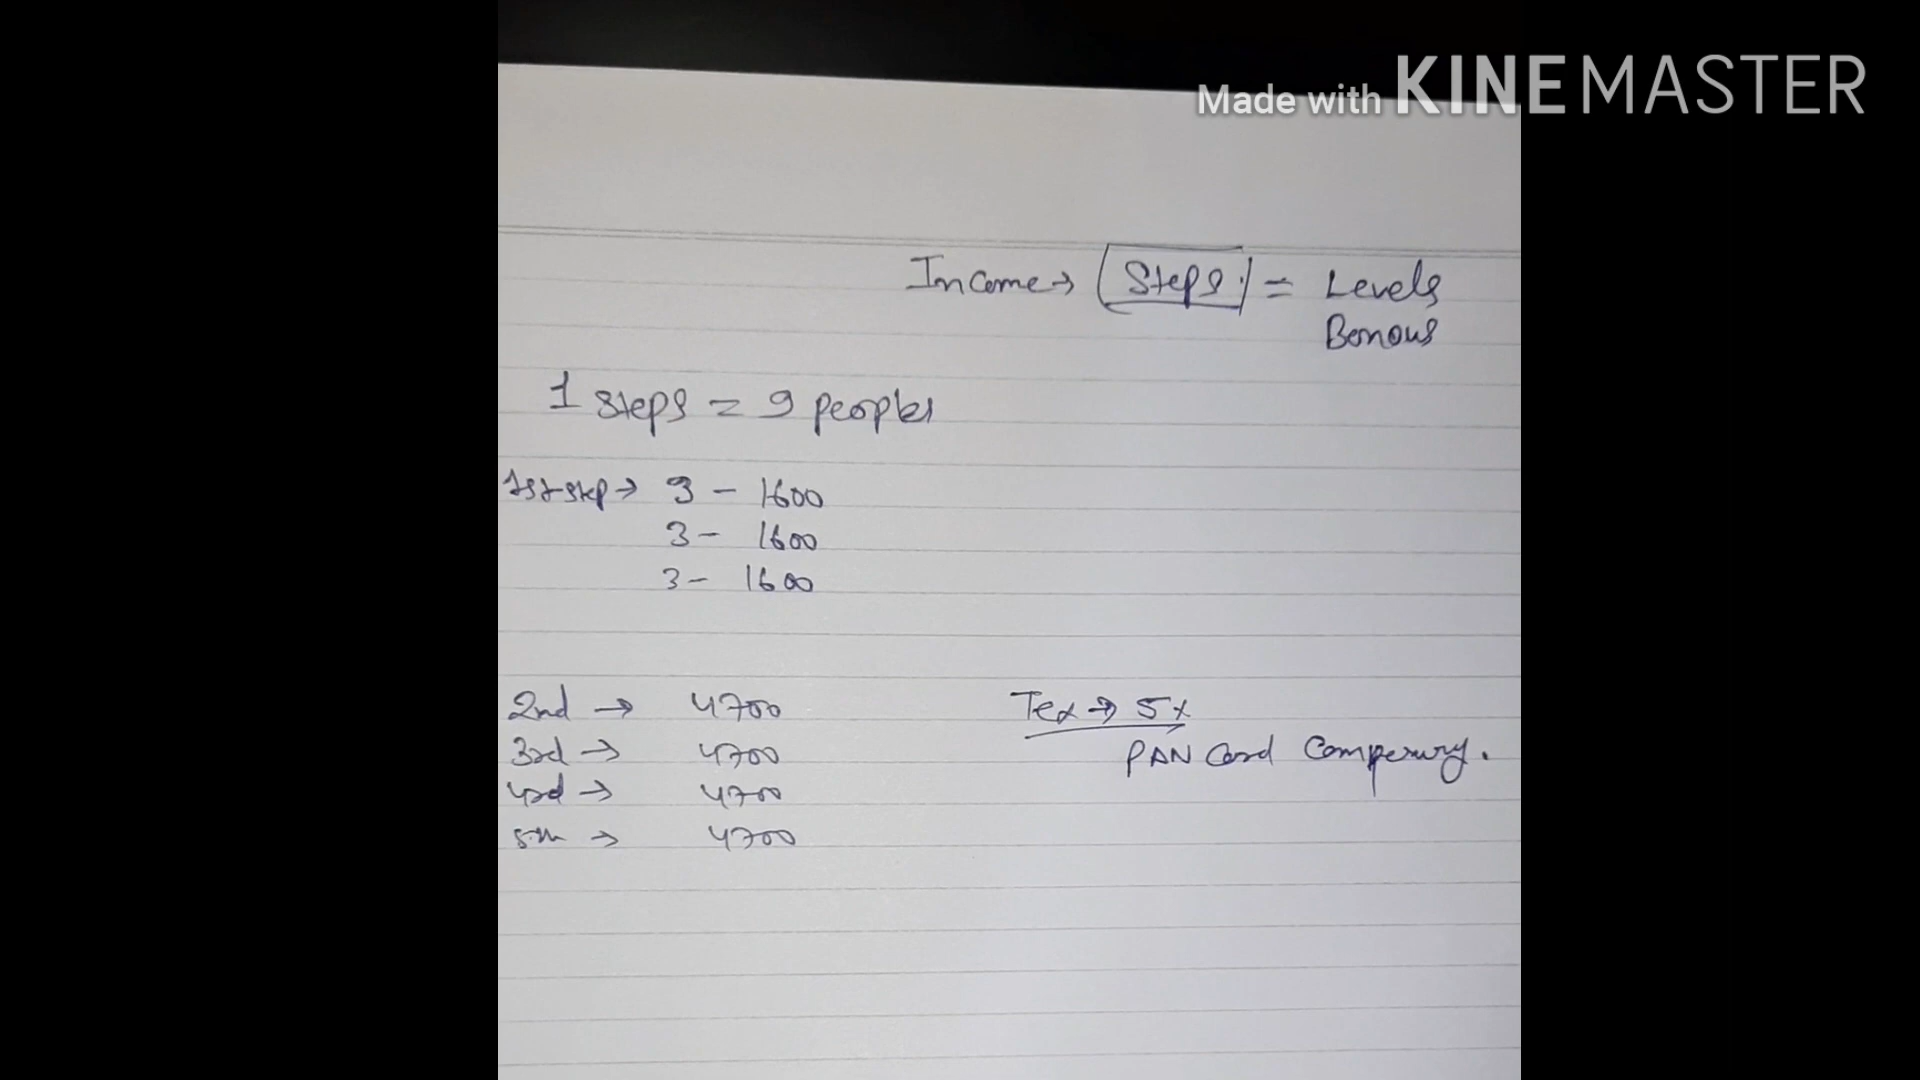 Made with KINEMASTER
Income → Steps = Levels
Bonous
1 steps = 9 peoples
1st step → 3 - 1600
3 - 1600
3 - 1600
2nd → 4700
3rd → 4700
4rd → 4700
5th → 4700
Tex → 5%
PAN Card